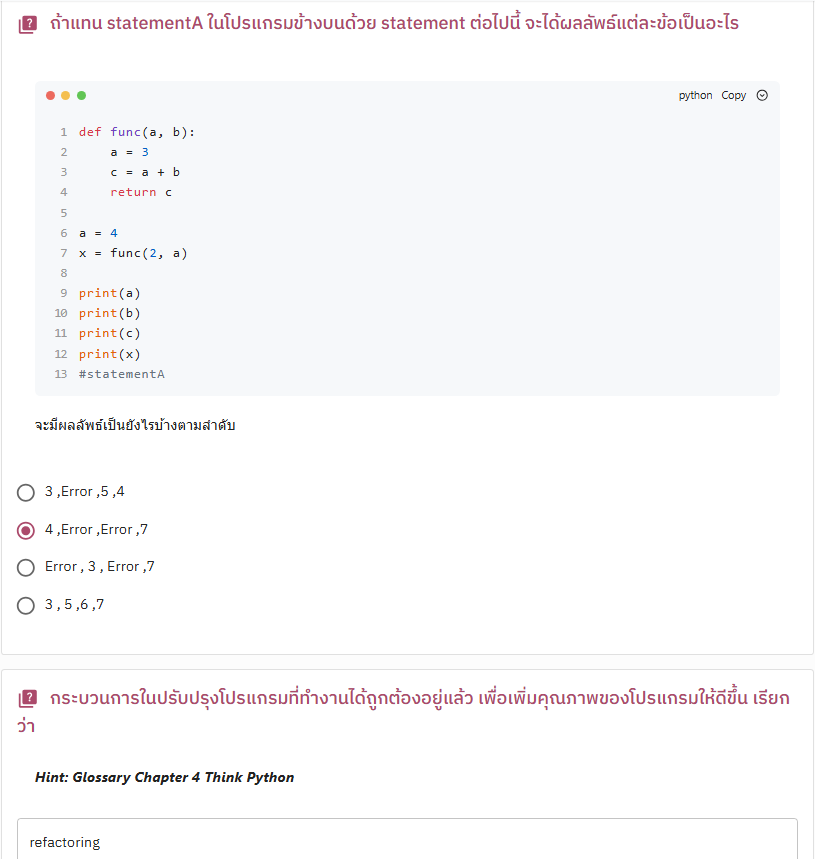 ถ้าแทน statementA ในโปรแกรมข้างบนด้วย statement ต่อไปนี้ จะได้ผลลัพธ์แต่ละข้อเป็นอะไร
python Copy
1 def func(a, b):
2 a = 3
3 c = a + b
4 return c
5
6 a = 4
7 x = func(2, a)
8
9 print(a)
10 print(b)
11 print(c)
12 print(x)
13 #statementA
จะมีผลลัพธ์เป็นยังไรบ้างตามลำดับ
3 ,Error ,5 ,4
4 ,Error ,Error ,7
Error , 3 , Error ,7
3 , 5 ,6 ,7
กระบวนการในปรับปรุงโปรแกรมที่ทำงานได้ถูกต้องอยู่แล้ว เพื่อเพิ่มคุณภาพของโปรแกรมให้ดีขึ้น เรียก
ว่า
Hint: Glossary Chapter 4 Think Python
refactoring